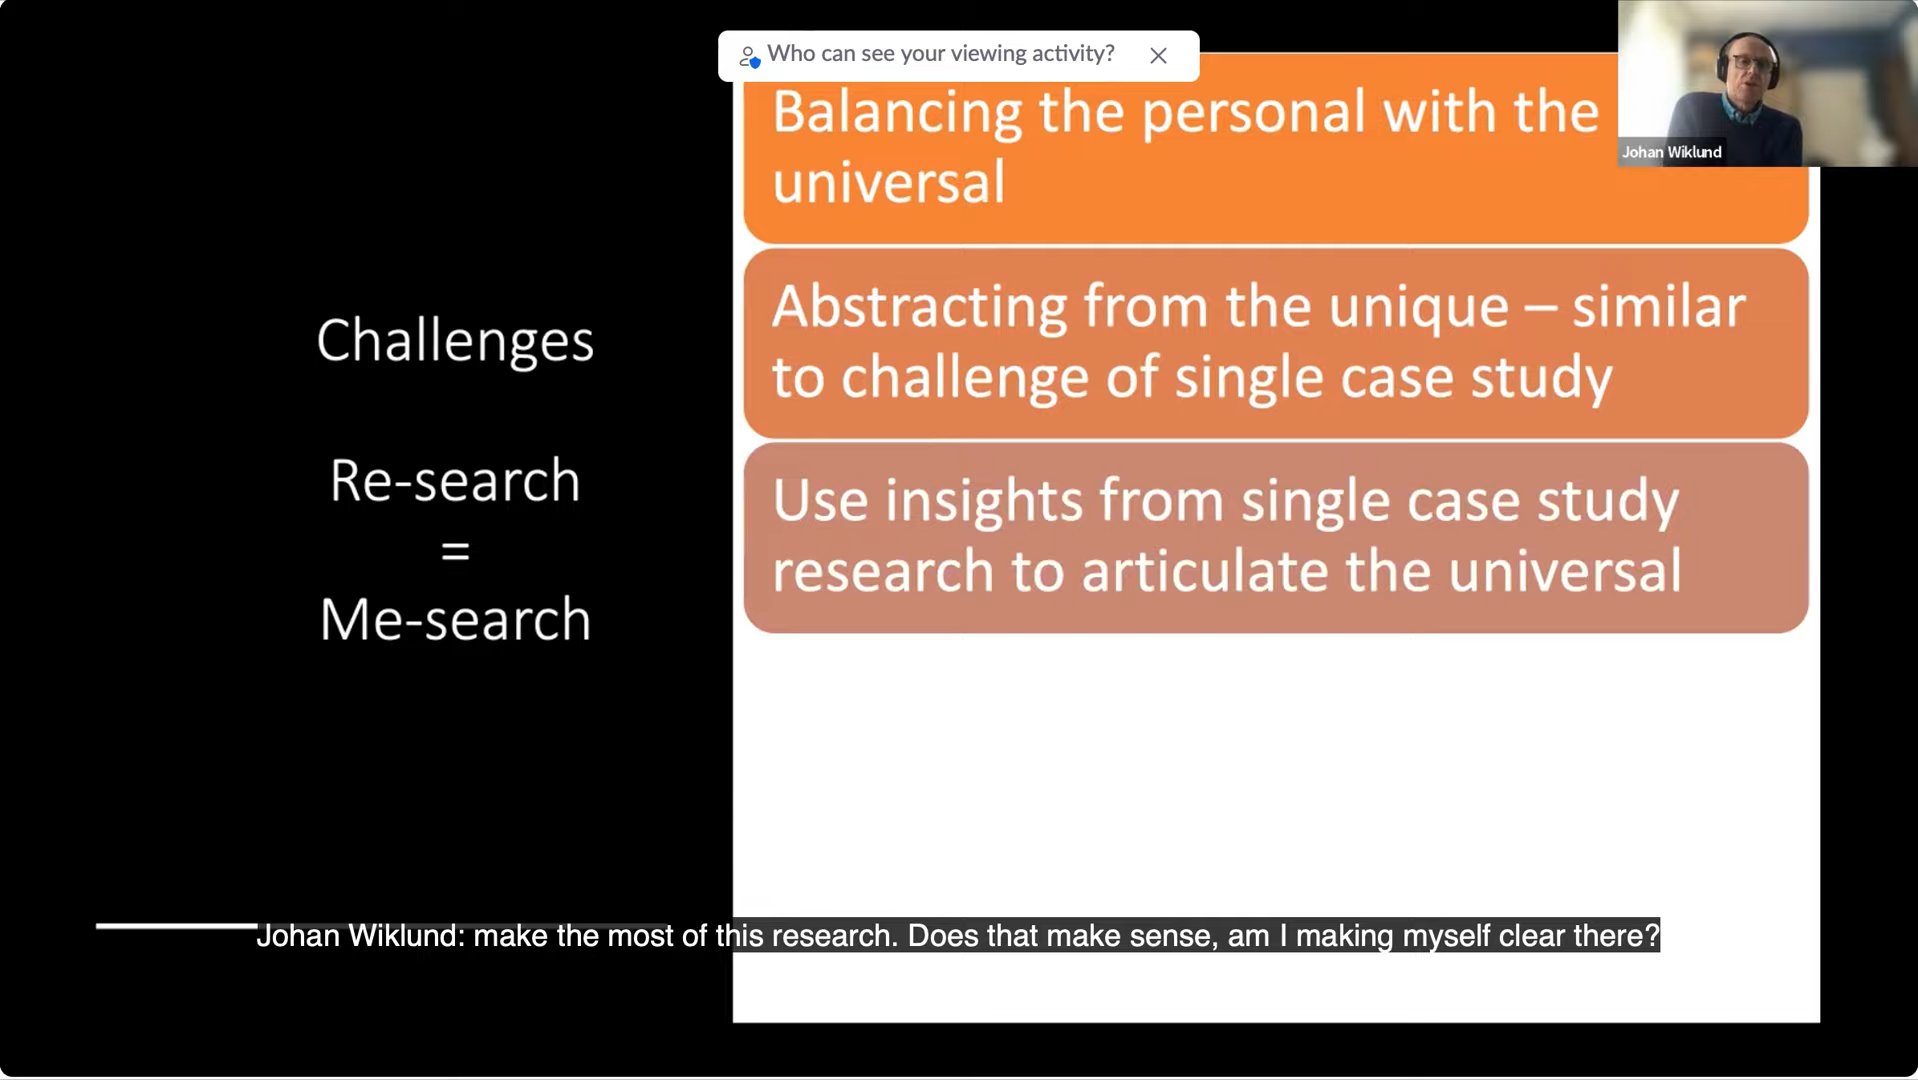 Who can see your viewing activity?
Johan Wiklund
Challenges
Re-search
=
Me-search
Balancing the personal with the
universal
Abstracting from the unique – similar
to challenge of single case study
Use insights from single case study
research to articulate the universal
Johan Wiklund: make the most of this research. Does that make sense, am I making myself clear there?